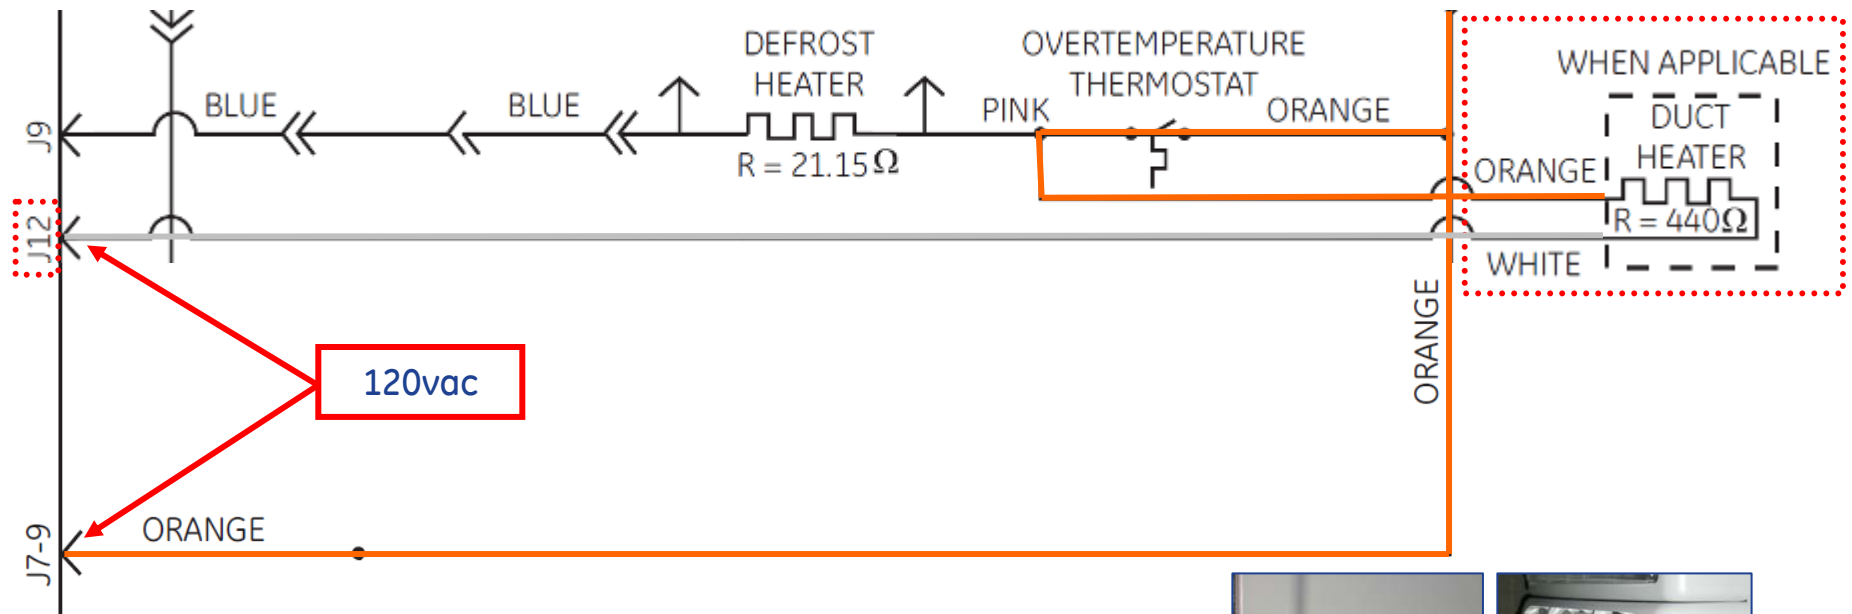 DEFROST
HEATER
OVERTEMPERATURE
THERMOSTAT
WHEN APPLICABLE
DUCT
HEATER
J9
BLUE
BLUE
PINK
ORANGE
R = 21.15Ω
ORANGE
R = 440Ω
J12
WHITE
ORANGE
120vac
J7-9
ORANGE